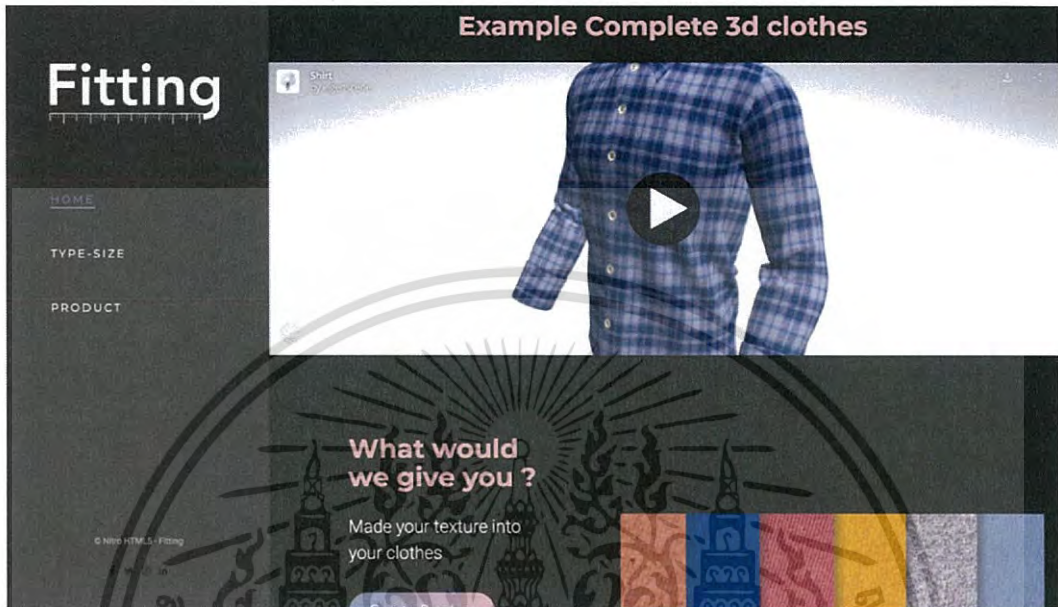 Example Complete 3d clothes
Fitting
Shirt
HOME
TYPE-SIZE
PRODUCT
What would
we give you ?
Made your texture into
your clothes
© Nitro HTML5 - Fitting